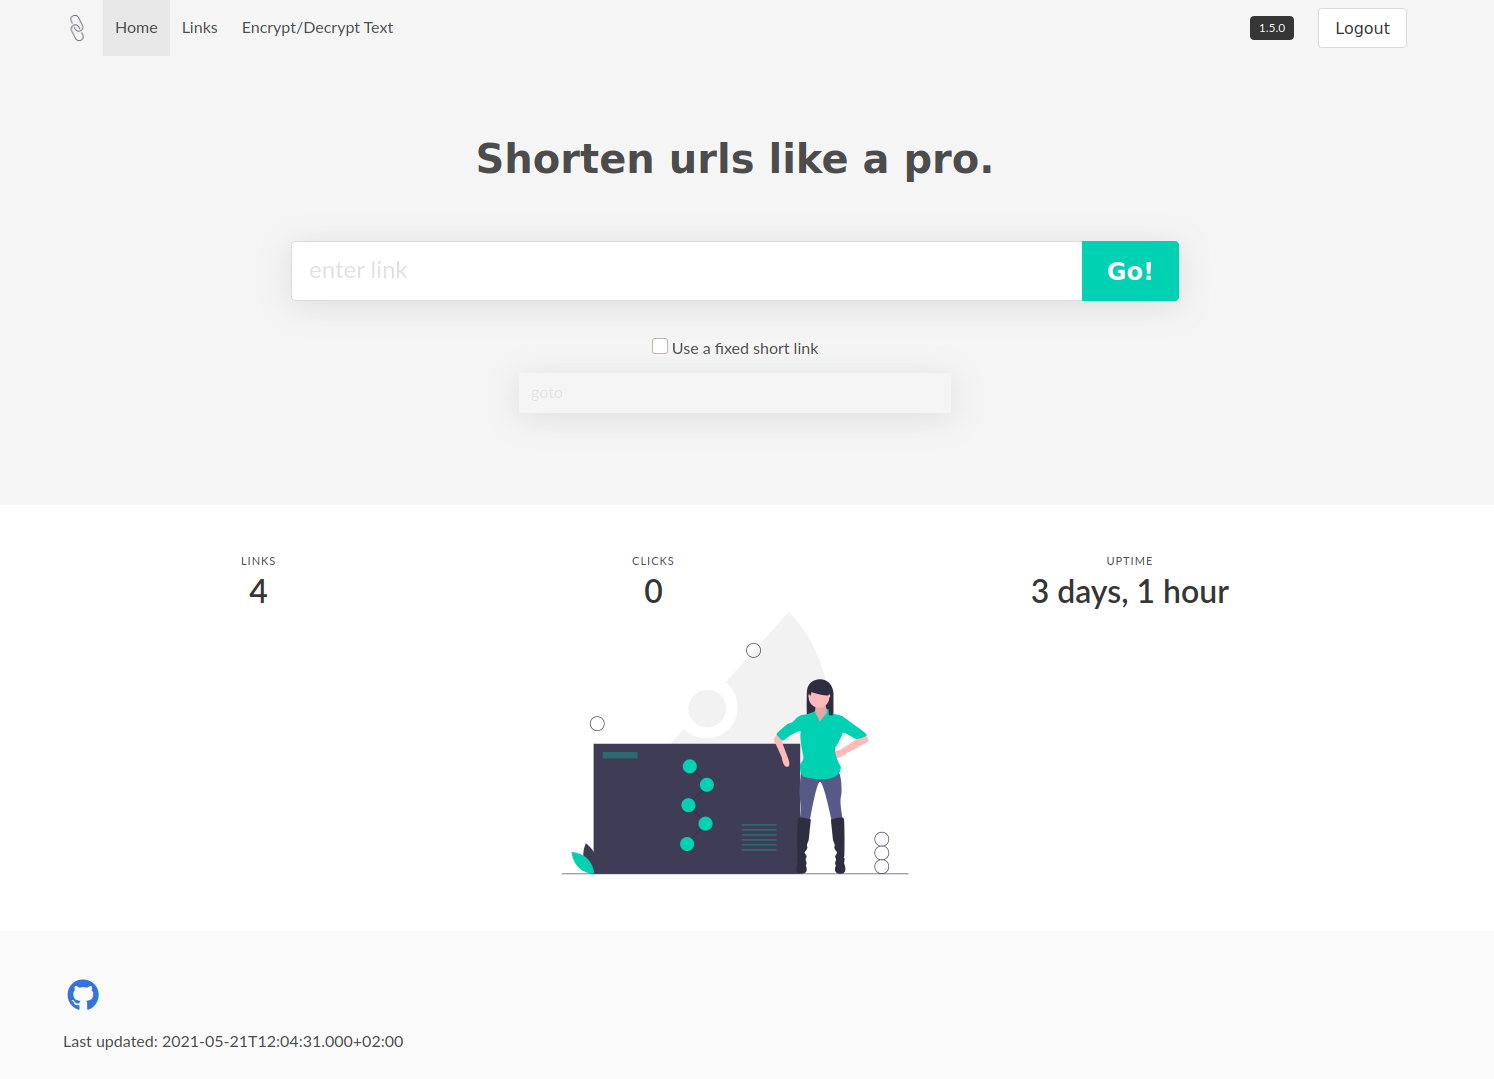 Home Links Encrypt/Decrypt Text 1.5.0 Logout
Shorten urls like a pro.
enter link Go!
Use a fixed short link
goto
LINKS CLICKS UPTIME
4 0 3 days, 1 hour
Last updated: 2021-05-21T12:04:31.000+02:00